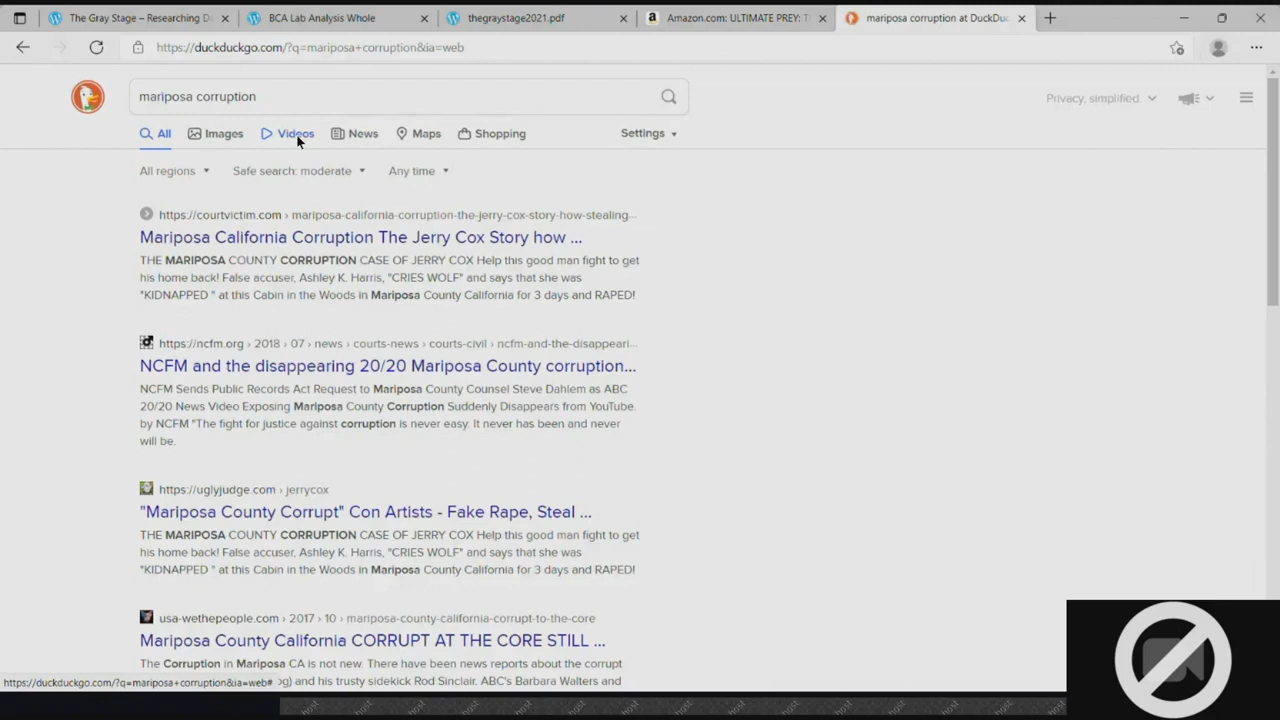 The Gray Stage – Researching D
BCA Lab Analysis Whole
thegraystage2021.pdf
Amazon.com: ULTIMATE PREY: T
mariposa corruption at DuckDu
https://duckduckgo.com/?q=mariposa+corruption&ia=web
mariposa corruption
Privacy, simplified.
All
Images
Videos
News
Maps
Shopping
Settings
All regions
Safe search: moderate
Any time
https://courtvictim.com › mariposa-california-corruption-the-jerry-cox-story-how-stealing...
Mariposa California Corruption The Jerry Cox Story how ...
THE MARIPOSA COUNTY CORRUPTION CASE OF JERRY COX Help this good man fight to get
his home back! False accuser, Ashley K. Harris, "CRIES WOLF" and says that she was
"KIDNAPPED " at this Cabin in the Woods in Mariposa County California for 3 days and RAPED!
https://ncfm.org › 2018 › 07 › news › courts-news › courts-civil › ncfm-and-the-disappeari...
NCFM and the disappearing 20/20 Mariposa County corruption...
NCFM Sends Public Records Act Request to Mariposa County Counsel Steve Dahlem as ABC
20/20 News Video Exposing Mariposa County Corruption Suddenly Disappears from YouTube.
by NCFM "The fight for justice against corruption is never easy. It never has been and never
will be.
https://uglyjudge.com › jerrycox
"Mariposa County Corrupt" Con Artists - Fake Rape, Steal ...
THE MARIPOSA COUNTY CORRUPTION CASE OF JERRY COX Help this good man fight to get
his home back! False accuser, Ashley K. Harris, "CRIES WOLF" and says that she was
"KIDNAPPED " at this Cabin in the Woods in Mariposa County California for 3 days and RAPED!
usa-wethepeople.com › 2017 › 10 › mariposa-county-california-corrupt-to-the-core
Mariposa County California CORRUPT AT THE CORE STILL ...
The Corruption in Mariposa CA is not new. There have been news reports about the corrupt
https://duckduckgo.com/?q=mariposa+corruption&ia=web#
og) and his trusty sidekick Rod Sinclair. ABC's Barbara Walters and
host host host host host host host host host host host